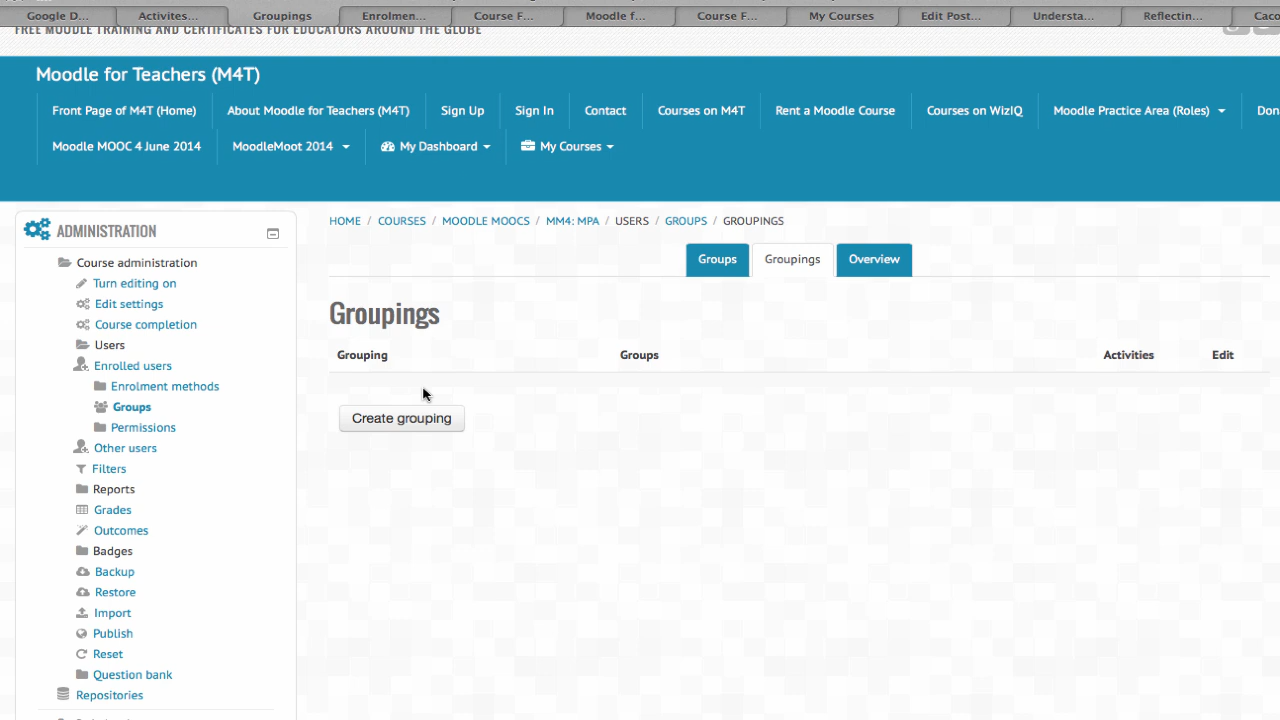 Google D... Activites... Groupings Enrolmen... Course F... Moodle f... Course F... My Courses Edit Post... Understa... Reflectin...
FREE MOODLE TRAINING AND CERTIFICATES FOR EDUCATORS AROUND THE GLOBE
Moodle for Teachers (M4T)
Front Page of M4T (Home) About Moodle for Teachers (M4T) Sign Up Sign In Contact Courses on M4T Rent a Moodle Course Courses on WizIQ Moodle Practice Area (Roles)
Moodle MOOC 4 June 2014 MoodleMoot 2014 My Dashboard My Courses
HOME / COURSES / MOODLE MOOCS / MM4: MPA / USERS / GROUPS / GROUPINGS
Groups Groupings Overview
Groupings
Grouping Groups Activities Edit
Create grouping
ADMINISTRATION
Course administration
Turn editing on
Edit settings
Course completion
Users
Enrolled users
Enrolment methods
Groups
Permissions
Other users
Filters
Reports
Grades
Outcomes
Badges
Backup
Restore
Import
Publish
Reset
Question bank
Repositories